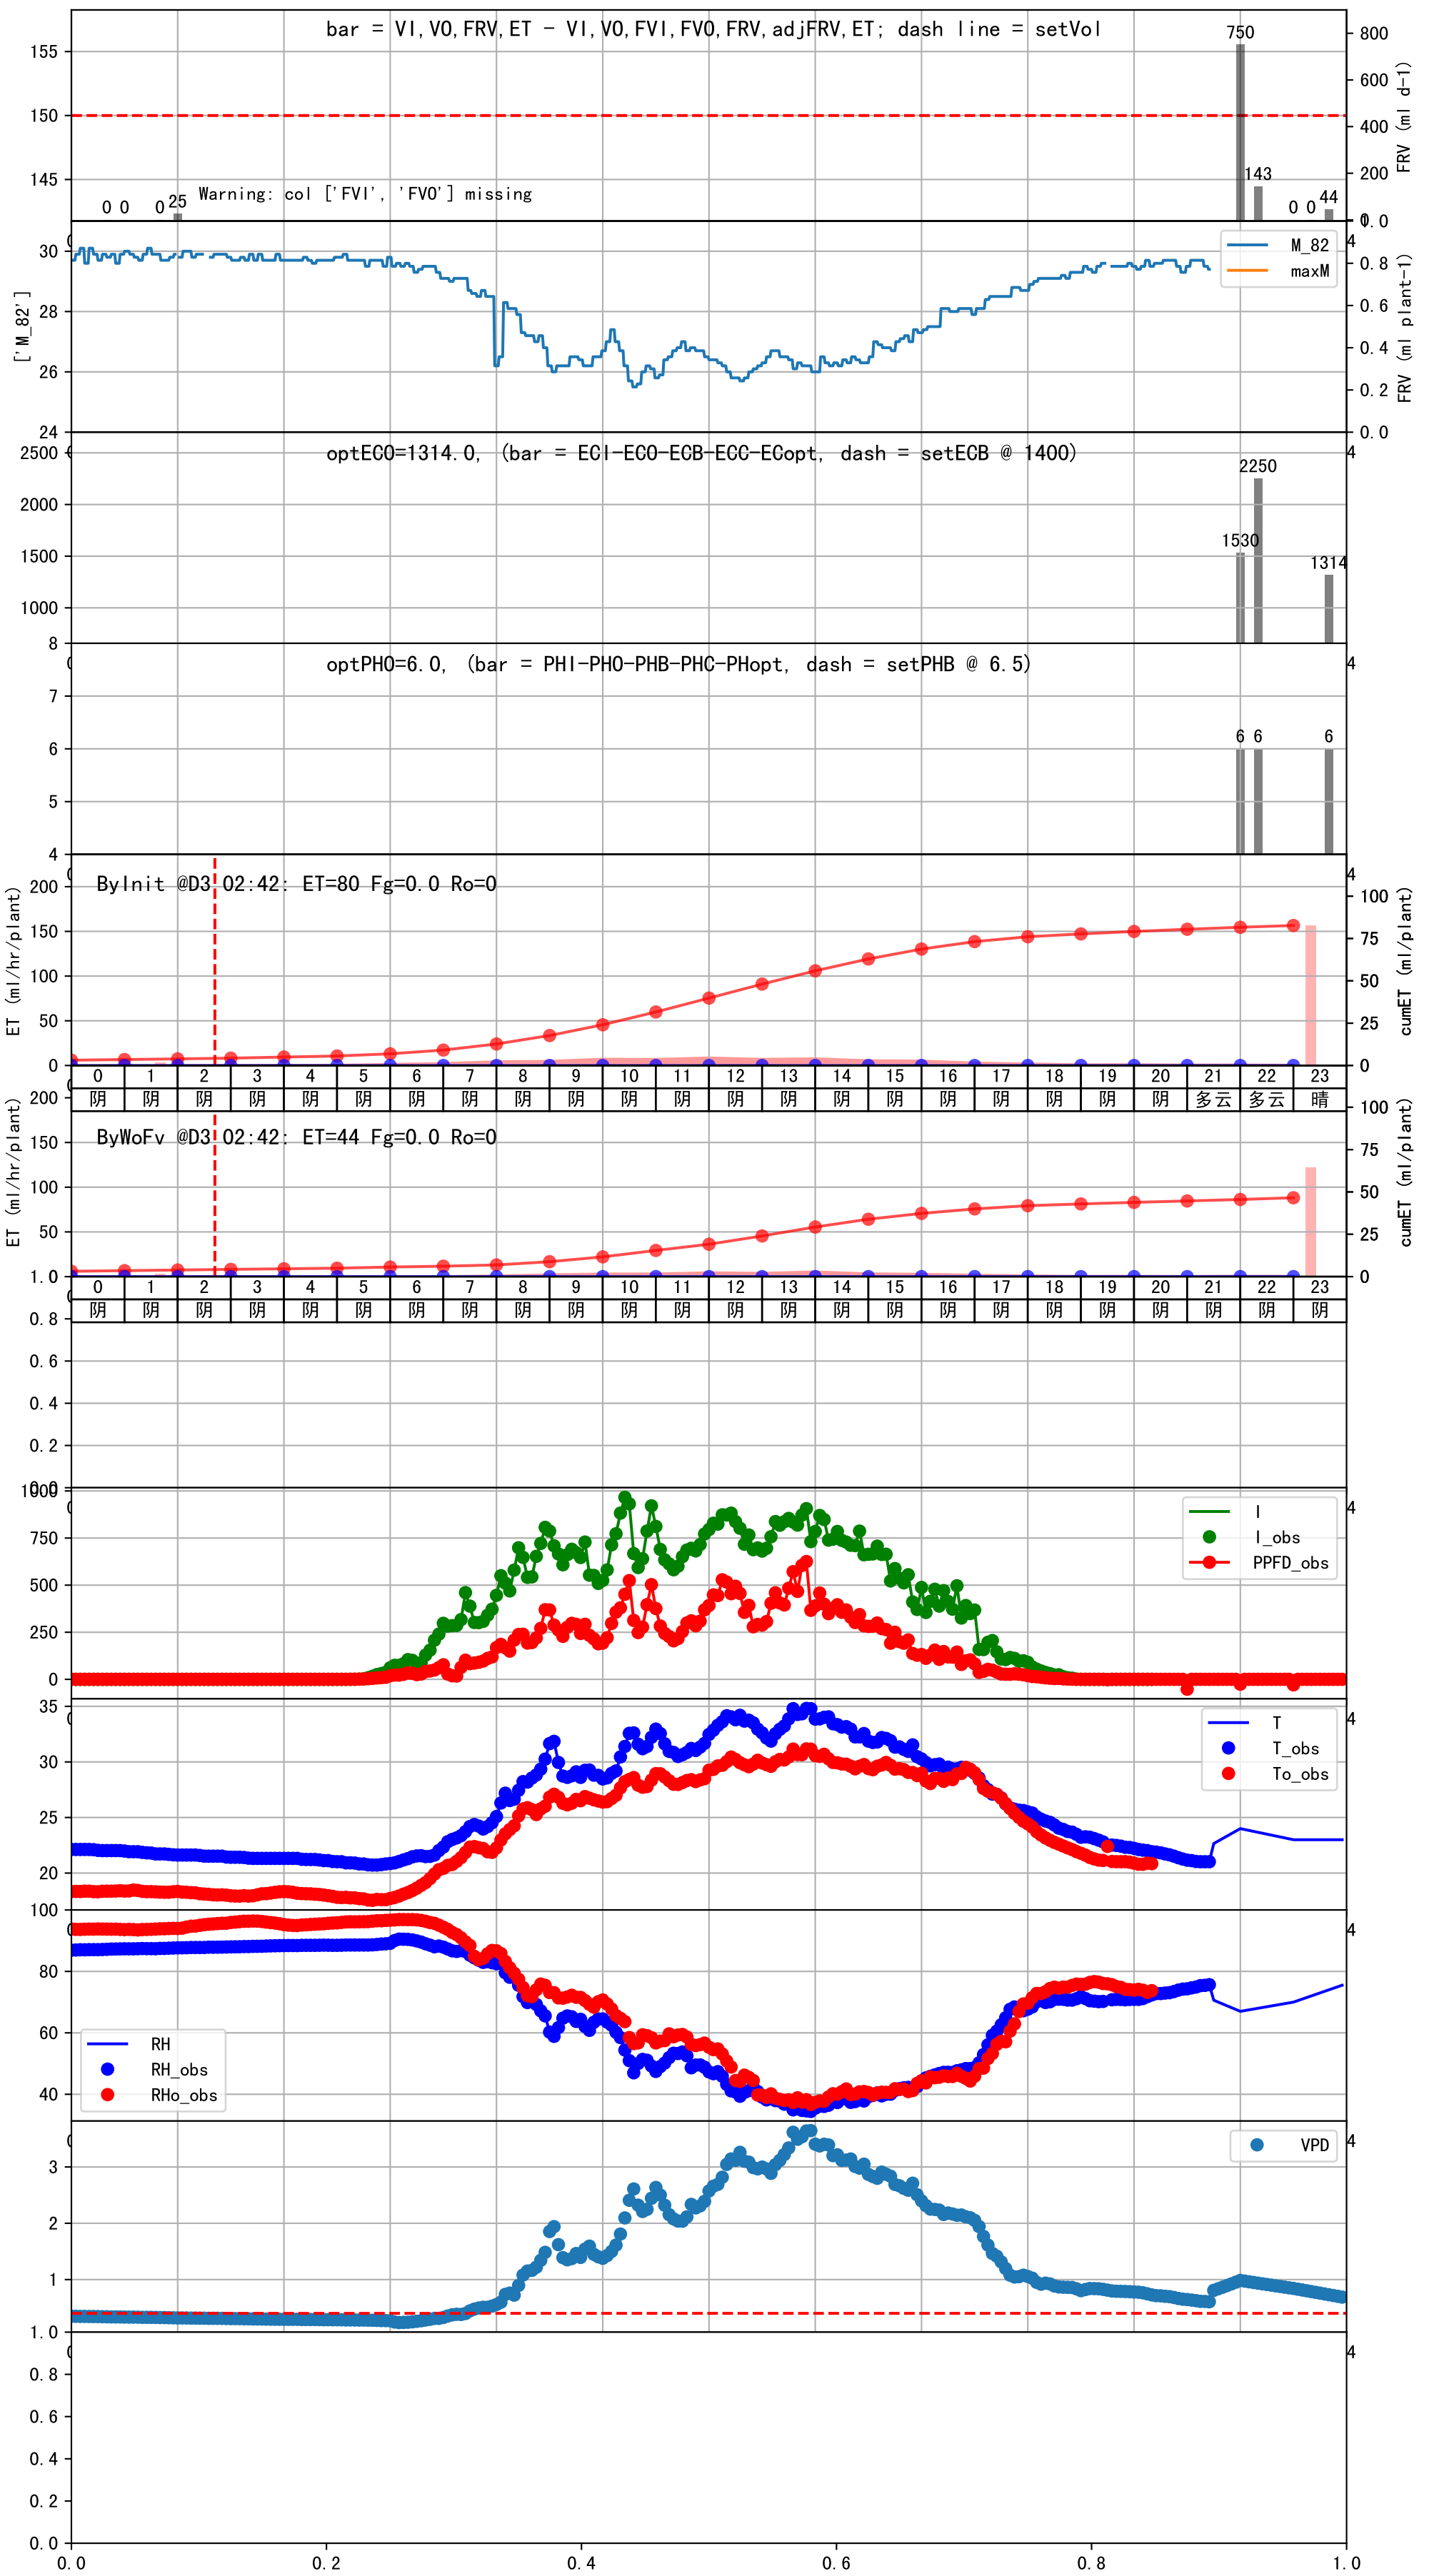 bar = VI,VO,FRV,ET - VI,VO,FVI,FVO,FRV,adjFRV,ET; dash line = setVol
155
150
145
800
600
400
200
0
0.0
FRV (ml d-1)
0 0 0 25
Warning: col ['FVI', 'FVO'] missing
750
143
0 0 44
['M_82']
30
28
26
24
M_82
maxM
0.8
0.6
0.4
0.2
0.0
FRV (ml plant-1)
optECO=1314.0, (bar = ECI-ECO-ECB-ECC-ECopt, dash = setECB @ 1400)
2500
2000
1500
1000
1530
2250
1314
4
optPHO=6.0, (bar = PHI-PHO-PHB-PHC-PHopt, dash = setPHB @ 6.5)
8
7
6
5
4
6 6 6
4
ByInit @D3 02:42: ET=80 Fg=0.0 Ro=0
ET (ml/hr/plant)
200
150
100
50
0
100
75
50
25
0
cumET (ml/plant)
0 1 2 3 4 5 6 7 8 9 10 11 12 13 14 15 16 17 18 19 20 21 22 23
阴 阴 阴 阴 阴 阴 阴 阴 阴 阴 阴 阴 阴 阴 阴 阴 阴 阴 阴 阴 阴 多云 多云 晴
ByWoFv @D3 02:42: ET=44 Fg=0.0 Ro=0
ET (ml/hr/plant)
200
150
100
50
100
75
50
25
0
cumET (ml/plant)
0 1 2 3 4 5 6 7 8 9 10 11 12 13 14 15 16 17 18 19 20 21 22 23
阴 阴 阴 阴 阴 阴 阴 阴 阴 阴 阴 阴 阴 阴 阴 阴 阴 阴 阴 阴 阴 阴 阴 阴
1.0
0.8
0.6
0.4
0.2
0.0
1000
750
500
250
0
I
I_obs
PPFD_obs
4
35
30
25
20
T
T_obs
To_obs
4
100
80
60
40
RH
RH_obs
RHo_obs
4
3
2
1
VPD
4
1.0
0.8
0.6
0.4
0.2
0.0
4
0.0 0.2 0.4 0.6 0.8 1.0